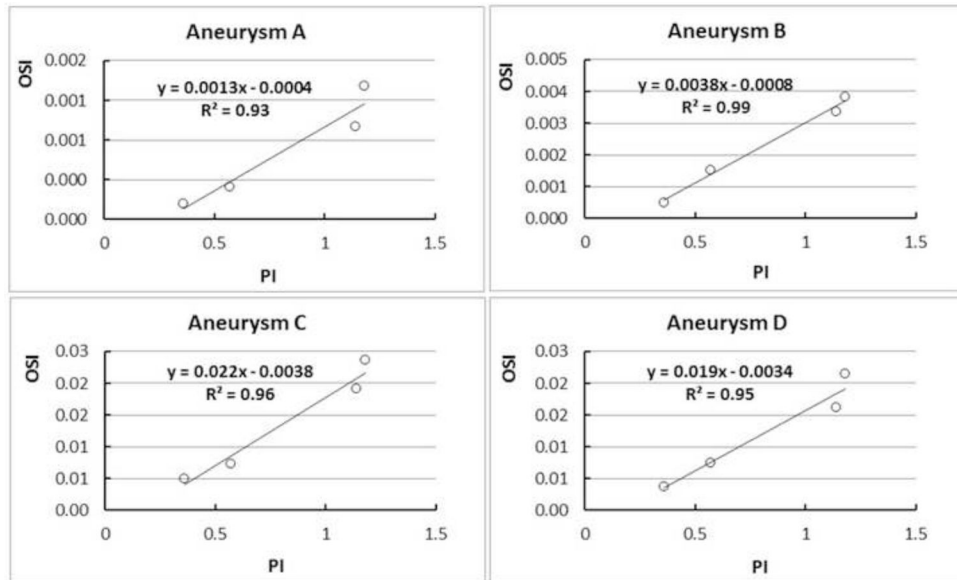 Aneurysm A
OSI
0.002
0.001
0.001
0.000
0.000
y = 0.0013x - 0.0004
R² = 0.93
0 0.5 1 1.5
PI
Aneurysm B
OSI
0.005
0.004
0.003
0.002
0.001
0.000
y = 0.0038x - 0.0008
R² = 0.99
0 0.5 1 1.5
PI
Aneurysm C
OSI
0.03
0.02
0.02
0.01
0.01
0.00
y = 0.022x - 0.0038
R² = 0.96
0 0.5 1 1.5
PI
Aneurysm D
OSI
0.03
0.02
0.02
0.01
0.01
0.00
y = 0.019x - 0.0034
R² = 0.95
0 0.5 1 1.5
PI